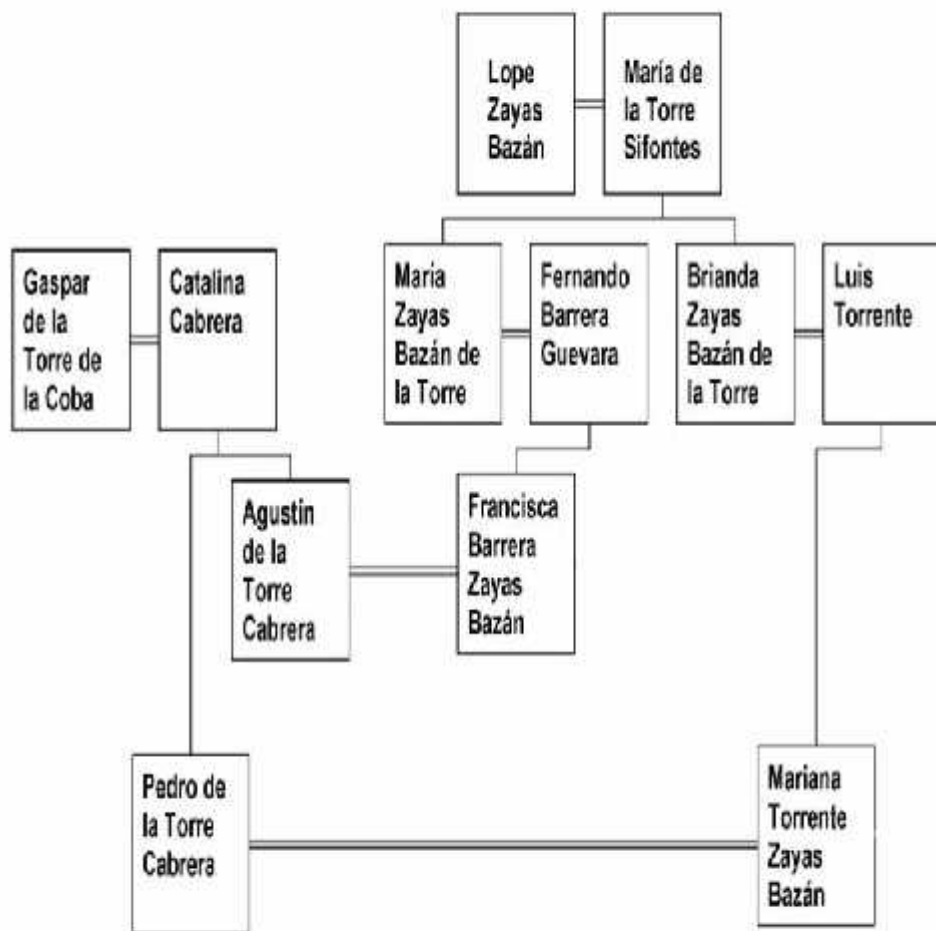 Lope
Zayas
Bazán
María de
la Torre
Sifontes
Gaspar
de la
Torre de
la Coba
Catalina
Cabrera
Maria
Zayas
Bazán de
la Torre
Fernando
Barrera
Guevara
Brianda
Zayas
Bazán de
la Torre
Luis
Torrente
Agustin
de la
Torre
Cabrera
Francisca
Barrera
Zayas
Bazán
Pedro de
la Torre
Cabrera
Mariana
Torrente
Zayas
Bazán